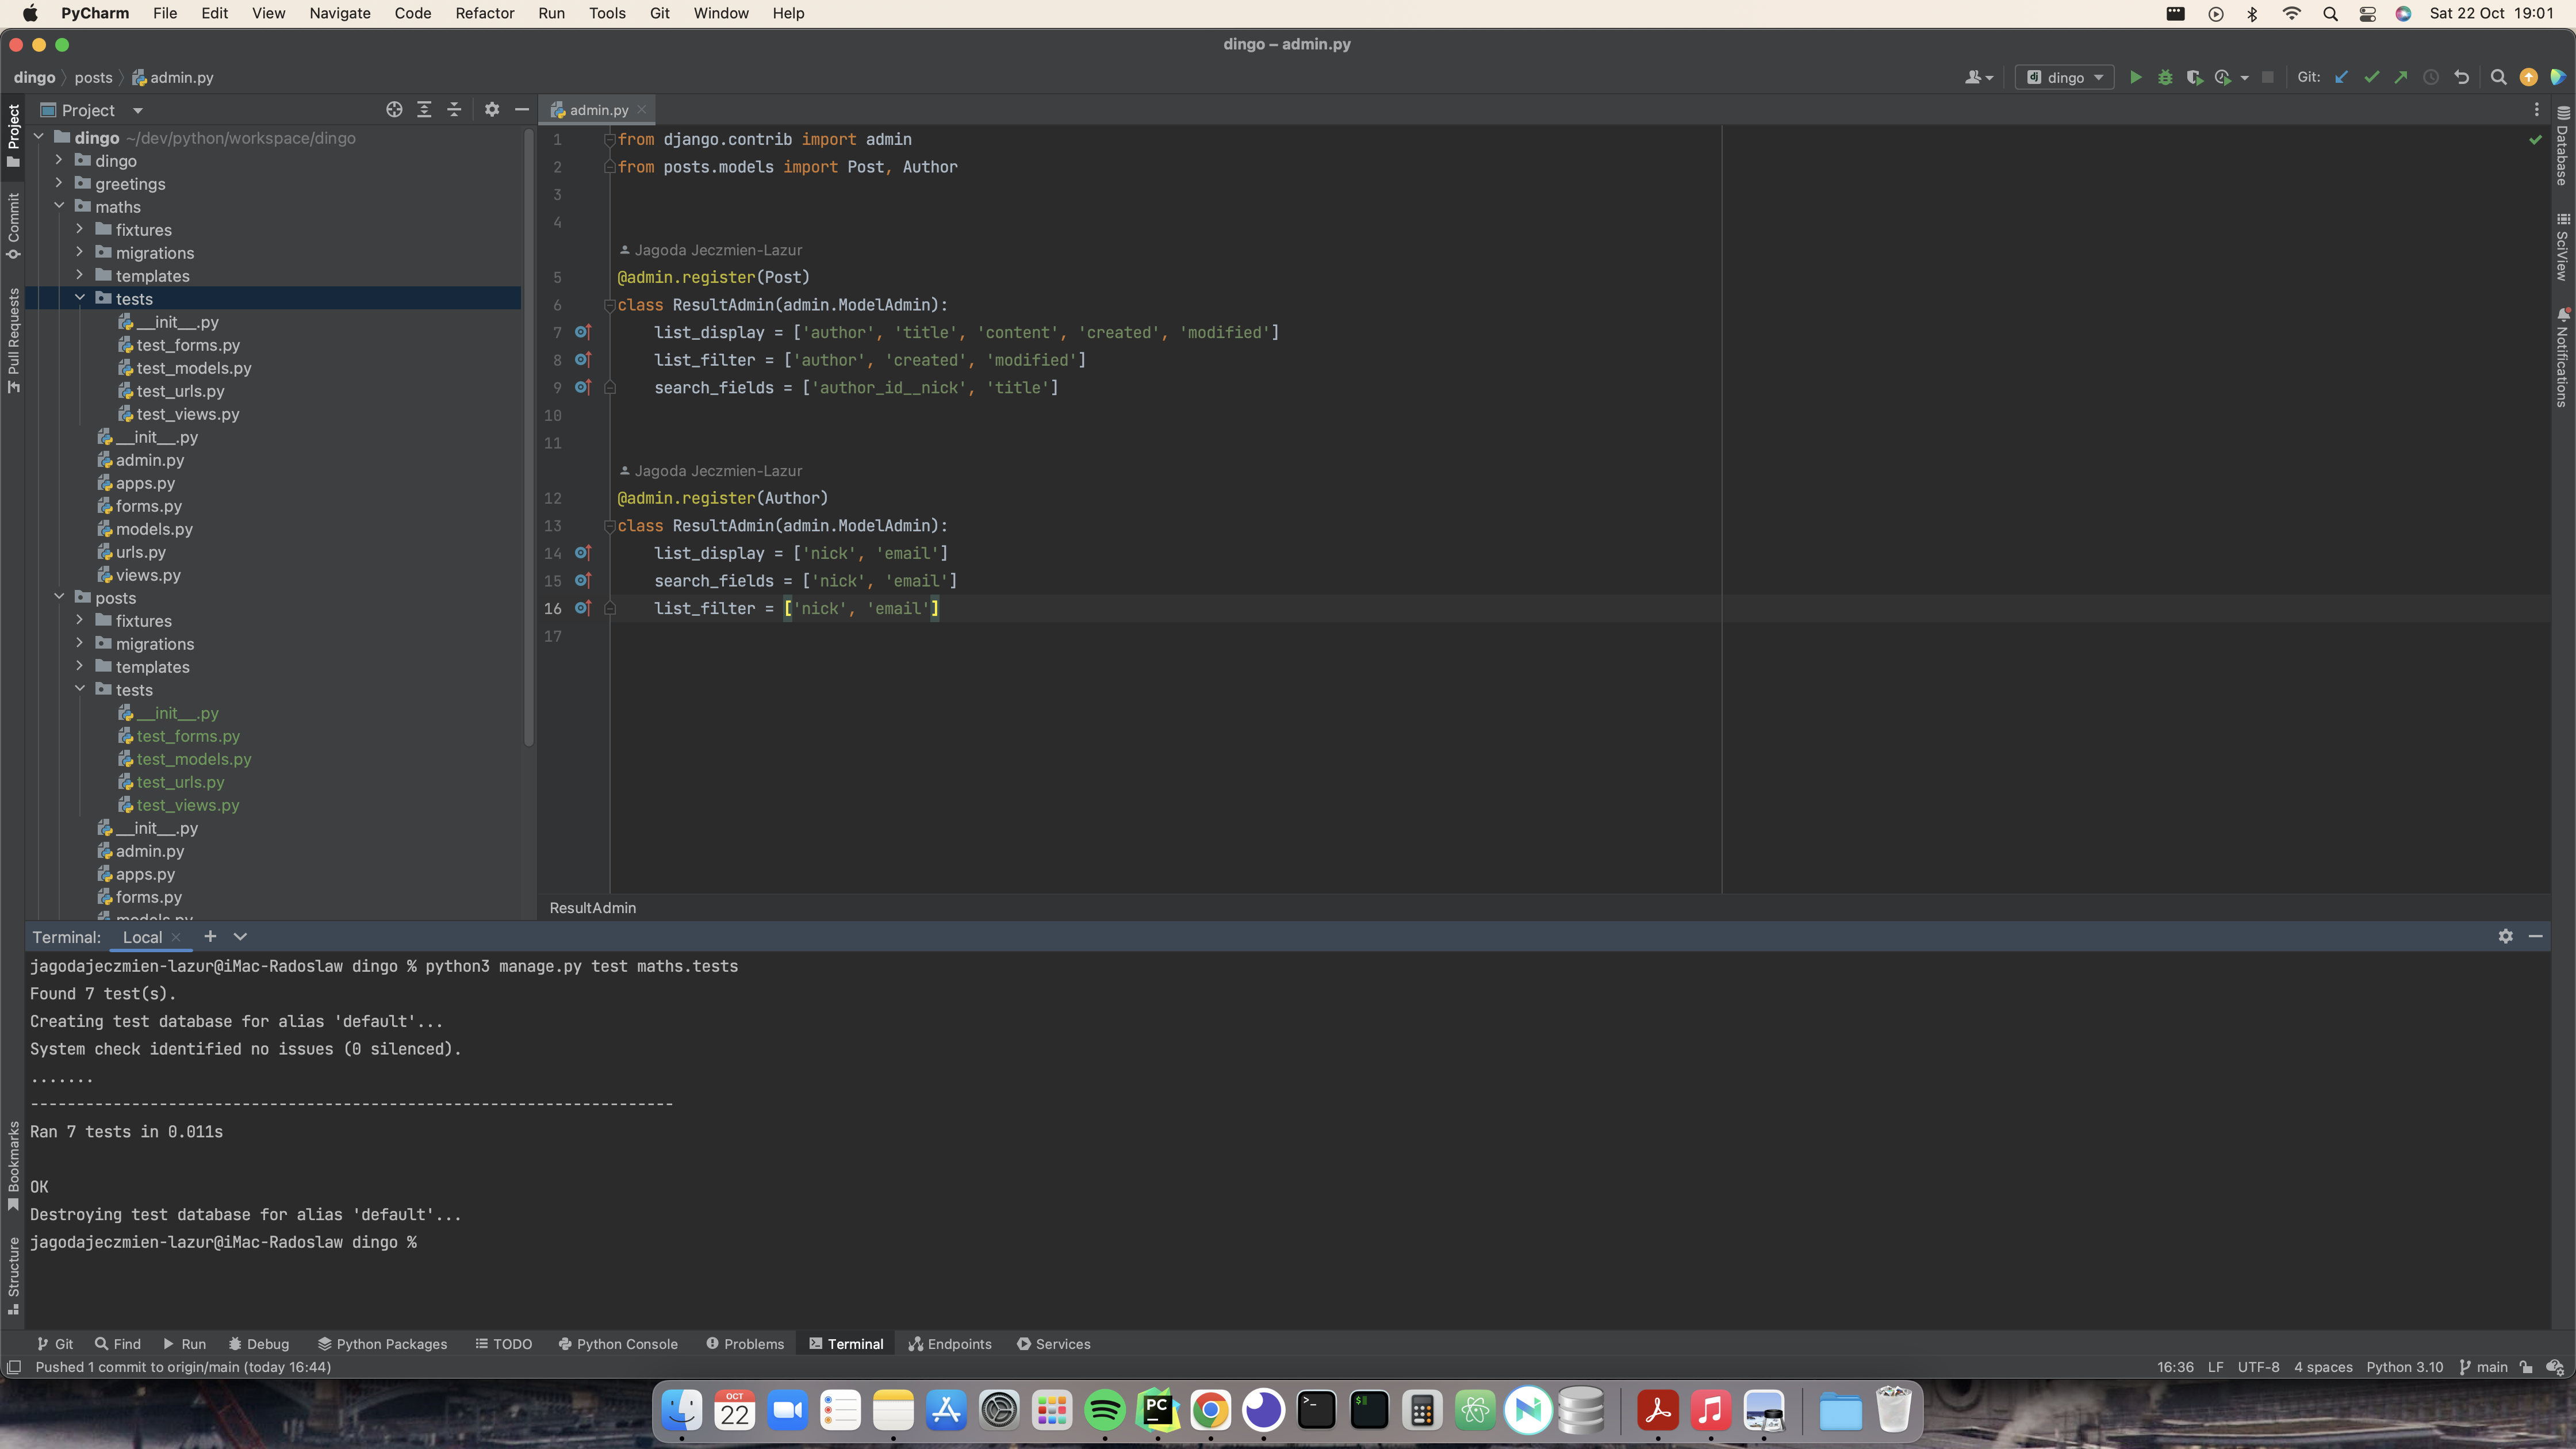 PyCharm File Edit View Navigate Code Refactor Run Tools Git Window Help Sat 22 Oct 19:01
dingo – admin.py
dingo posts admin.py dingo Git:
Project
admin.py
Project
Commit
Pull Requests
Bookmarks
Structure
dingo ~/dev/python/workspace/dingo
dingo
greetings
maths
fixtures
migrations
templates
tests
__init__.py
test_forms.py
test_models.py
test_urls.py
test_views.py
__init__.py
admin.py
apps.py
forms.py
models.py
urls.py
views.py
posts
fixtures
migrations
templates
tests
__init__.py
test_forms.py
test_models.py
test_urls.py
test_views.py
__init__.py
admin.py
apps.py
forms.py
models.py
1 from django.contrib import admin
2 from posts.models import Post, Author
3
4
Jagoda Jeczmien-Lazur
5 @admin.register(Post)
6 class ResultAdmin(admin.ModelAdmin):
7 list_display = ['author', 'title', 'content', 'created', 'modified']
8 list_filter = ['author', 'created', 'modified']
9 search_fields = ['author_id__nick', 'title']
10
11
Jagoda Jeczmien-Lazur
12 @admin.register(Author)
13 class ResultAdmin(admin.ModelAdmin):
14 list_display = ['nick', 'email']
15 search_fields = ['nick', 'email']
16 list_filter = ['nick', 'email']
17
ResultAdmin
Database
SciView
Notifications
Terminal: Local
jagodajeczmien-lazur@iMac-Radoslaw dingo % python3 manage.py test maths.tests
Found 7 test(s).
Creating test database for alias 'default'...
System check identified no issues (0 silenced).
.......
----------------------------------------------------------------------
Ran 7 tests in 0.011s
OK
Destroying test database for alias 'default'...
jagodajeczmien-lazur@iMac-Radoslaw dingo %
Git Find Run Debug Python Packages TODO Python Console Problems Terminal Endpoints Services
Pushed 1 commit to origin/main (today 16:44) 16:36 LF UTF-8 4 spaces Python 3.10 main
OCT
22
PC